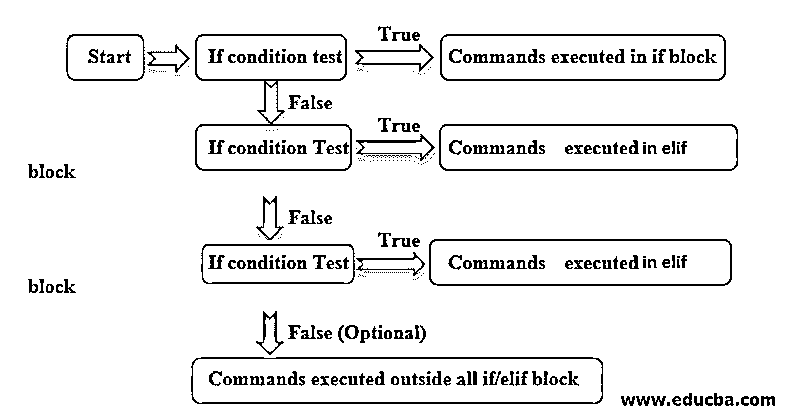 True
Start If condition test Commands executed in if block
False
True
If condition Test Commands executed in elif
block
False
True
If condition Test Commands executed in elif
block
False (Optional)
Commands executed outside all if/elif block
www.educba.com